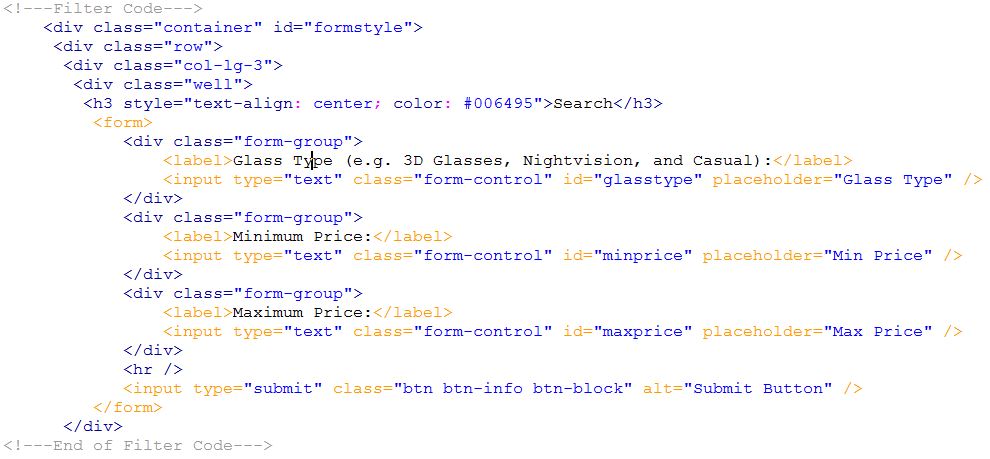 <!---Filter Code--->
<div class="container" id="formstyle">
<div class="row">
<div class="col-lg-3">
<div class="well">
<h3 style="text-align: center; color: #006495">Search</h3>
<form>
<div class="form-group">
<label>Glass Type (e.g. 3D Glasses, Nightvision, and Casual):</label>
<input type="text" class="form-control" id="glasstype" placeholder="Glass Type" />
</div>
<div class="form-group">
<label>Minimum Price:</label>
<input type="text" class="form-control" id="minprice" placeholder="Min Price" />
</div>
<div class="form-group">
<label>Maximum Price:</label>
<input type="text" class="form-control" id="maxprice" placeholder="Max Price" />
</div>
<hr />
<input type="submit" class="btn btn-info btn-block" alt="Submit Button" />
</form>
</div>
<!---End of Filter Code--->